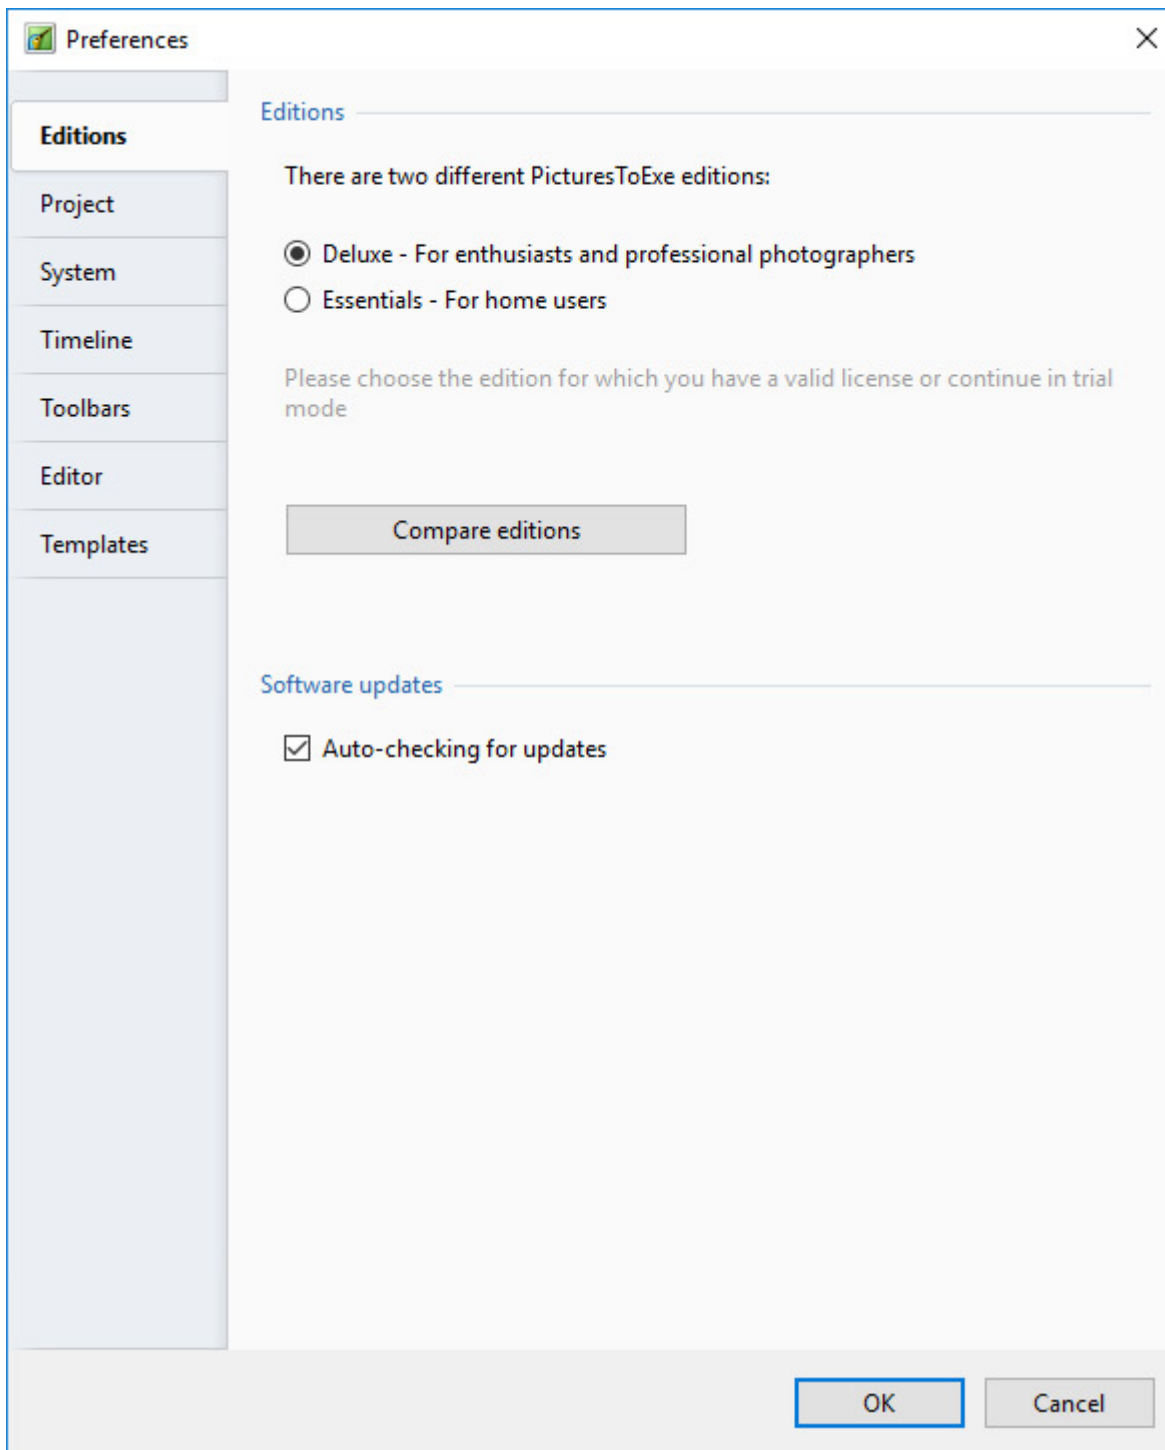 Preferences
Editions
Project
System
Timeline
Toolbars
Editor
Templates
Editions
There are two different PicturesToExe editions:
Deluxe - For enthusiasts and professional photographers
Essentials - For home users
Please choose the edition for which you have a valid license or continue in trial
mode
Compare editions
Software updates
Auto-checking for updates
OK
Cancel